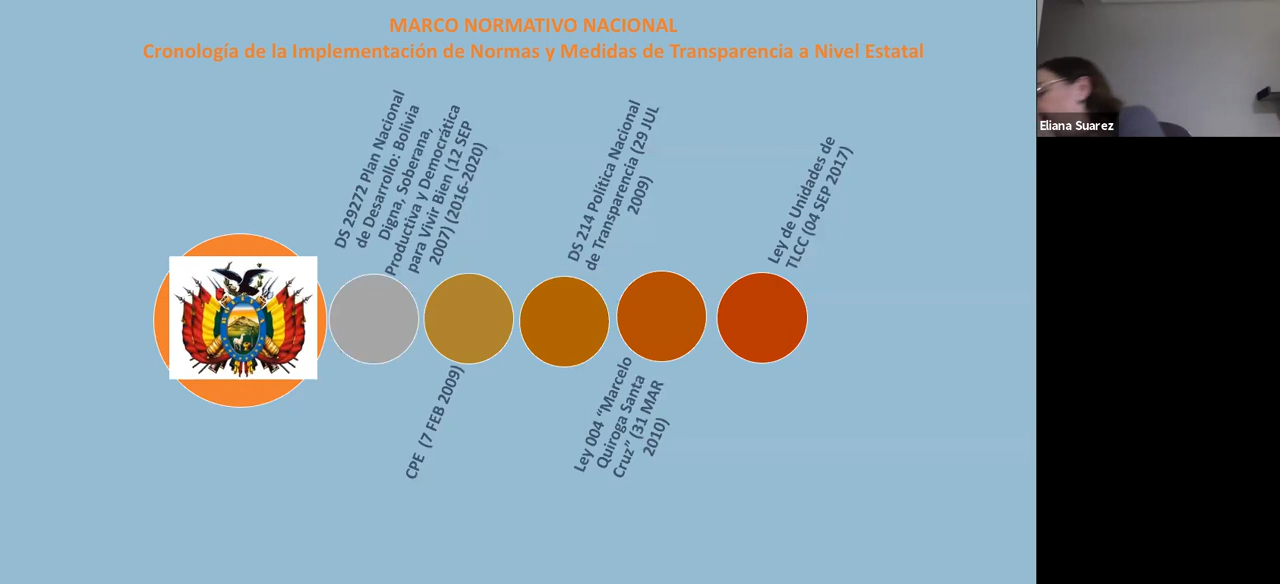 MARCO NORMATIVO NACIONAL
Cronología de la Implementación de Normas y Medidas de Transparencia a Nivel Estatal
DS 29272 Plan Nacional
de Desarrollo: Bolivia
Digna, Soberana,
Productiva y Democrática
para Vivir Bien (12 SEP
2007) (2016-2020)
CPE (7 FEB 2009)
DS 214 Política Nacional
de Transparencia (29 JUL
2009)
Ley 004 “Marcelo
Quiroga Santa
Cruz” (31 MAR
2010)
Ley de Unidades de
TLCC (04 SEP 2017)
Eliana Suarez